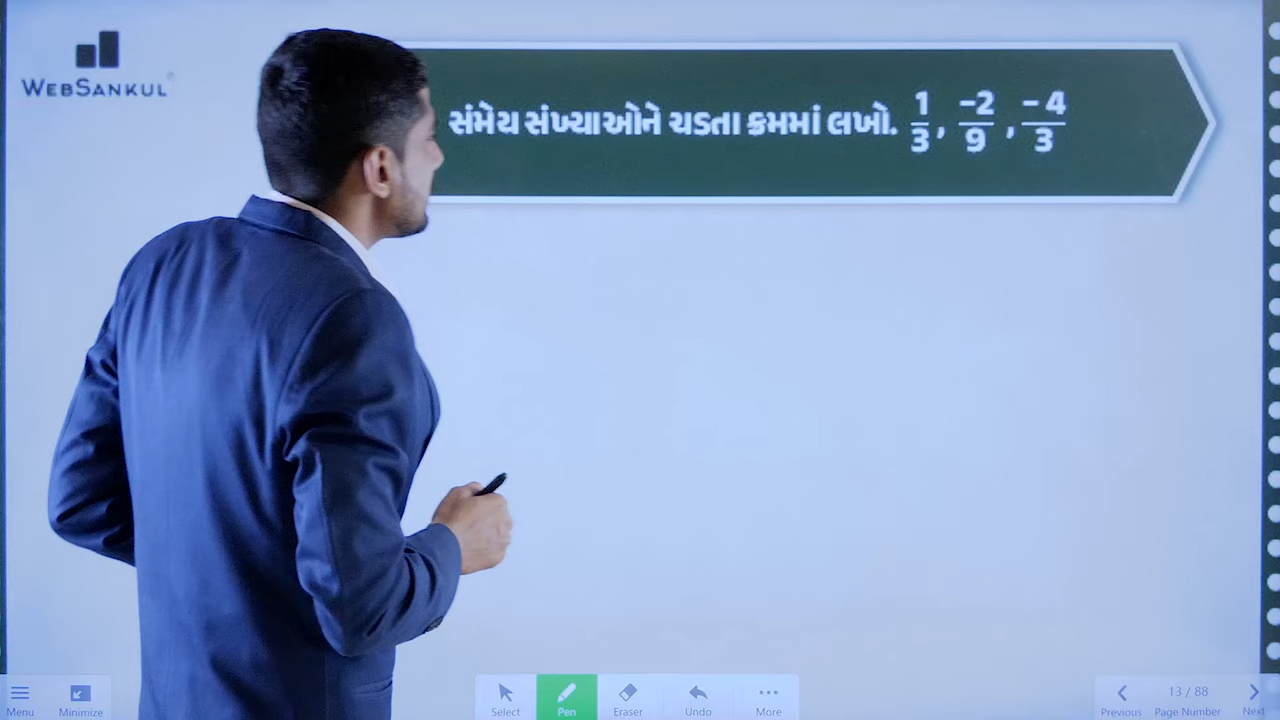 WEBSANKUL
સંમેય સંખ્યાઓને ચડતા ક્રમમાં લખો. 1/3, -2/9, -4/3
Menu Minimize Select Pen Eraser Undo More Previous 13 / 88 Page Number Next